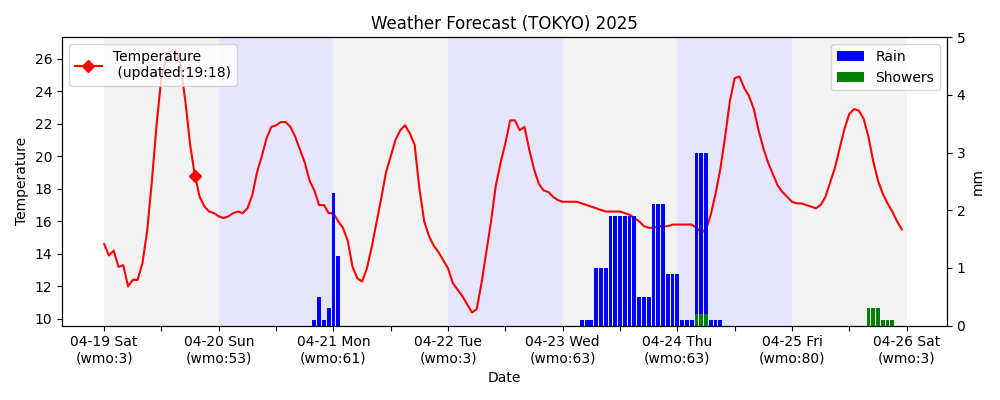 Weather Forecast (TOKYO) 2025
Temperature
(updated:19:18)
Rain
Showers
Temperature
26
24
22
20
18
16
14
12
10
5
4
3
2
1
0
mm
04-19 Sat
(wmo:3)
04-20 Sun
(wmo:53)
04-21 Mon
(wmo:61)
04-22 Tue
(wmo:3)
04-23 Wed
(wmo:63)
04-24 Thu
(wmo:63)
04-25 Fri
(wmo:80)
04-26 Sat
(wmo:3)
Date